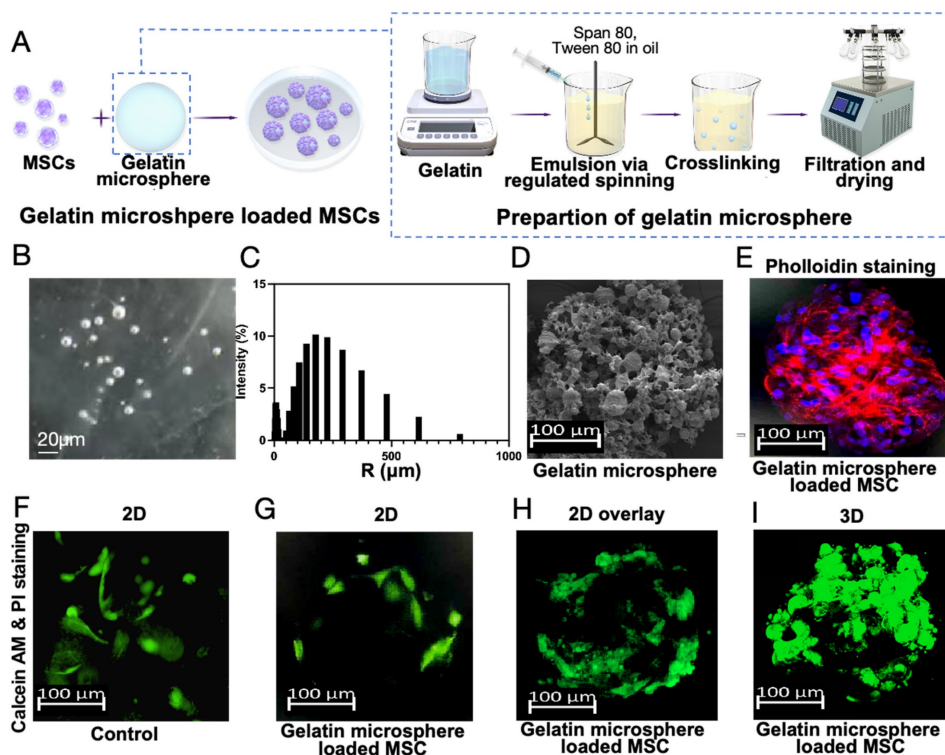 A
Span 80,
Tween 80 in oil
MSCs
Gelatin
microsphere
Gelatin
Emulsion via
regulated spinning
Crosslinking
Filtration and
drying
Gelatin microshpere loaded MSCs
Prepartion of gelatin microsphere
B
20μm
C
15
10
5
0
Intensity (%)
0
500
1000
R (μm)
D
100 μm
Gelatin microsphere
E
Pholloidin staining
100 μm
Gelatin microsphere
loaded MSC
Calcein AM & PI staining
F
2D
100 μm
Control
G
2D
100 μm
Gelatin microsphere
loaded MSC
H
2D overlay
100 μm
Gelatin microsphere
loaded MSC
I
3D
100 μm
Gelatin microsphere
loaded MSC